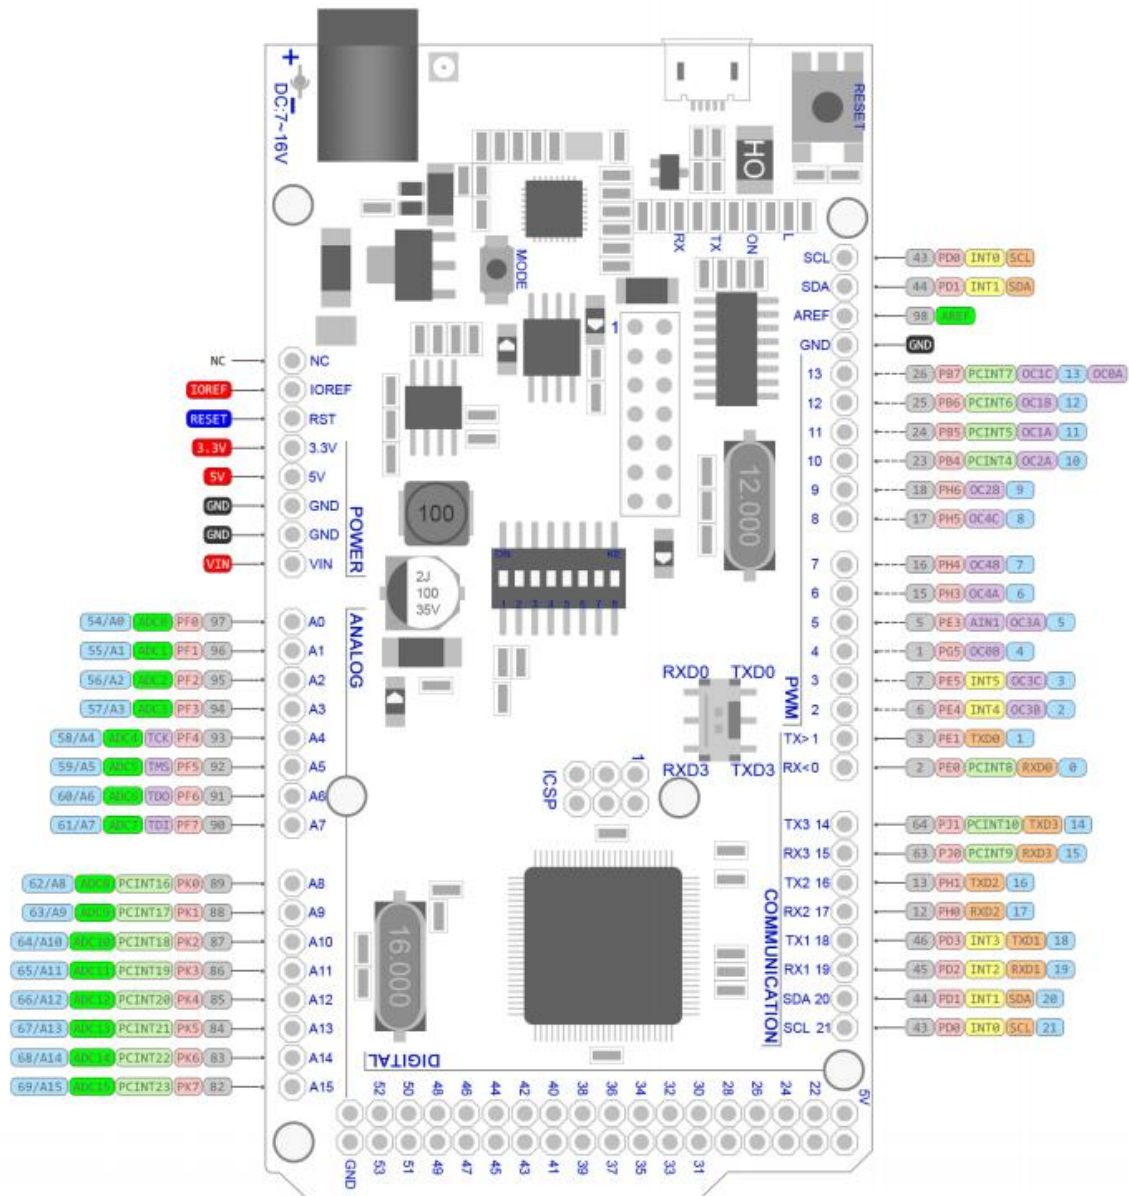 DC:7~16V
+
-
RESET
HO
RX
TX
ON
L
MODE
1
100
2J
100
35V
12.000
ON
KE
1 2 3 4 5 6 7 8
RXD0 TXD0
RXD3 TXD3
ICSP
1
16.000
NC NC
IOREF IOREF
RESET RST
3.3V 3.3V
5V 5V
GND GND
GND GND
VIN VIN
POWER
ANALOG
54/A0 ADC0 PF0 97 A0
55/A1 ADC1 PF1 96 A1
56/A2 ADC2 PF2 95 A2
57/A3 ADC3 PF3 94 A3
58/A4 ADC4 TCK PF4 93 A4
59/A5 ADC5 TMS PF5 92 A5
60/A6 ADC6 TDO PF6 91 A6
61/A7 ADC7 TDI PF7 90 A7
62/A8 ADC8 PCINT16 PK0 89 A8
63/A9 ADC9 PCINT17 PK1 88 A9
64/A10 ADC10 PCINT18 PK2 87 A10
65/A11 ADC11 PCINT19 PK3 86 A11
66/A12 ADC12 PCINT20 PK4 85 A12
67/A13 ADC13 PCINT21 PK5 84 A13
68/A14 ADC14 PCINT22 PK6 83 A14
69/A15 ADC15 PCINT23 PK7 82 A15
SCL 43 PD0 INT0 SCL
SDA 44 PD1 INT1 SDA
AREF 98 AREF
GND GND
13 26 PB7 PCINT7 OC1C 13 OC0A
12 25 PB6 PCINT6 OC1B 12
11 24 PB5 PCINT5 OC1A 11
10 23 PB4 PCINT4 OC2A 10
9 18 PH6 OC2B 9
8 17 PH5 OC4C 8
7 16 PH4 OC4B 7
6 15 PH3 OC4A 6
5 5 PE3 AIN1 OC3A 5
4 1 PG5 OC0B 4
3 7 PE5 INT5 OC3C 3
2 6 PE4 INT4 OC3B 2
PWM
TX>1 3 PE1 TXD0 1
RX<0 2 PE0 PCINT8 RXD0 0
TX3 14 64 PJ1 PCINT10 TXD3 14
RX3 15 63 PJ0 PCINT9 RXD3 15
TX2 16 13 PH1 TXD2 16
RX2 17 12 PH0 RXD2 17
TX1 18 46 PD3 INT3 TXD1 18
RX1 19 45 PD2 INT2 RXD1 19
SDA 20 44 PD1 INT1 SDA 20
SCL 21 43 PD0 INT0 SCL 21
COMMUNICATION
DIGITAL
52 50 48 46 44 42 40 38 36 34 32 30 28 26 24 22 5V
GND 53 51 49 47 45 43 41 39 37 35 33 31